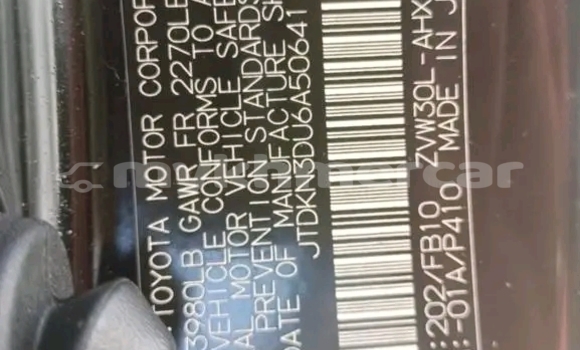 TOYOTA MOTOR CORPOR
3980LB GAWR FR 2270LB
VEHICLE CONFORMS TO A
AL MOTOR VEHICLE SAFE
PREVENTION STANDARDS
DATE OF MANUFACTURE SH
JTDKN3DU6A50641
:202/FB10 ZVW30L-AHX
:-01A/P410 MADE IN J